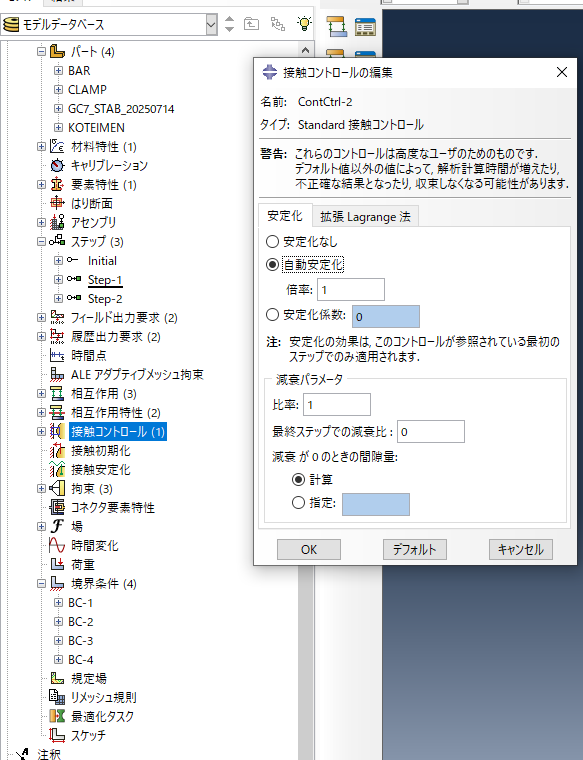 モデルデータベース
パート (4)
BAR
CLAMP
GC7_STAB_20250714
KOTEIMEN
材料特性 (1)
キャリブレーション
要素特性 (1)
はり断面
アセンブリ
ステップ (3)
Initial
Step-1
Step-2
フィールド出力要求 (2)
履歴出力要求 (2)
時間点
ALE アダプティブメッシュ拘束
相互作用 (3)
相互作用特性 (2)
接触コントロール (1)
接触初期化
接触安定化
拘束 (3)
コネクタ要素特性
場
時間変化
荷重
境界条件 (4)
BC-1
BC-2
BC-3
BC-4
規定場
リメッシュ規則
最適化タスク
スケッチ
注釈
接触コントロールの編集
名前: ContCtrl-2
タイプ: Standard 接触コントロール
警告: これらのコントロールは高度なユーザのためのものです.
デフォルト値以外の値によって, 解析計算時間が増えたり,
不正確な結果となったり, 収束しなくなる可能性があります.
安定化 拡張 Lagrange 法
安定化なし
自動安定化
倍率: 1
安定化係数: 0
注: 安定化の効果は, このコントロールが参照されている最初の
ステップでのみ適用されます.
減衰パラメータ
比率: 1
最終ステップでの減衰比 : 0
減衰 が 0 のときの間隙量:
計算
指定:
OK デフォルト キャンセル